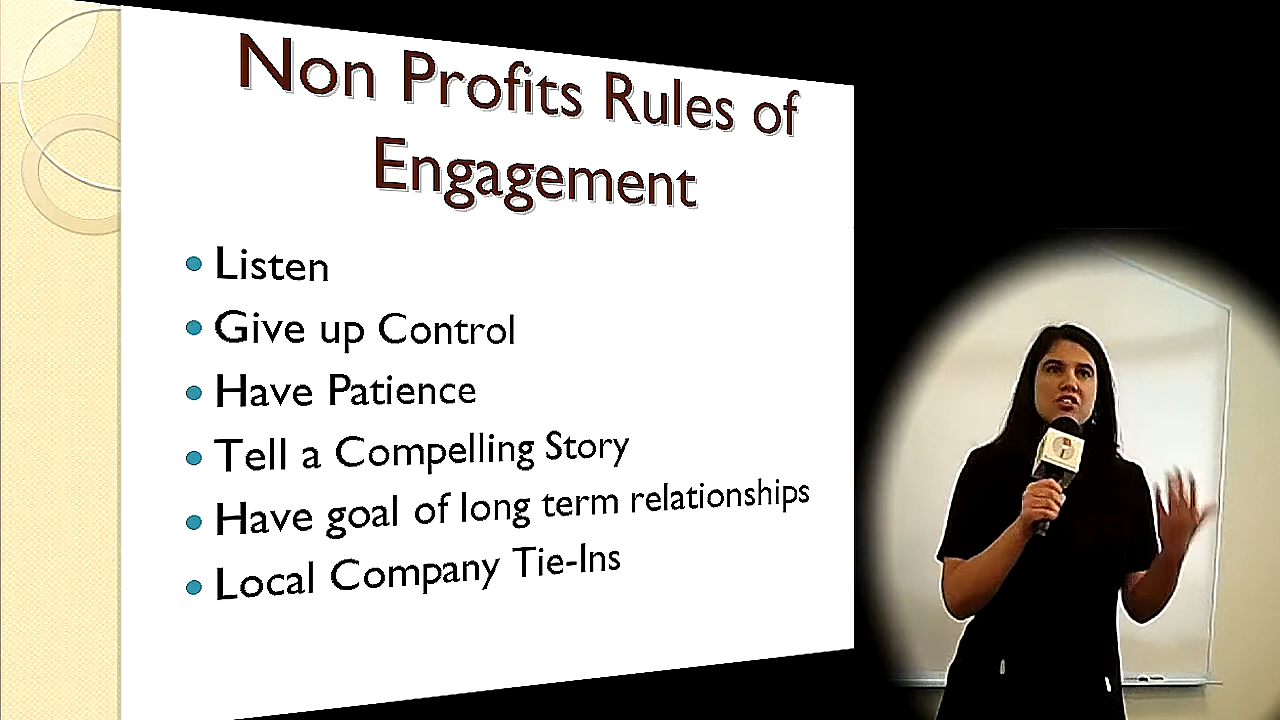 Non Profits Rules of
Engagement
• Listen
• Give up Control
• Have Patience
• Tell a Compelling Story
• Have goal of long term relationships
• Local Company Tie-Ins